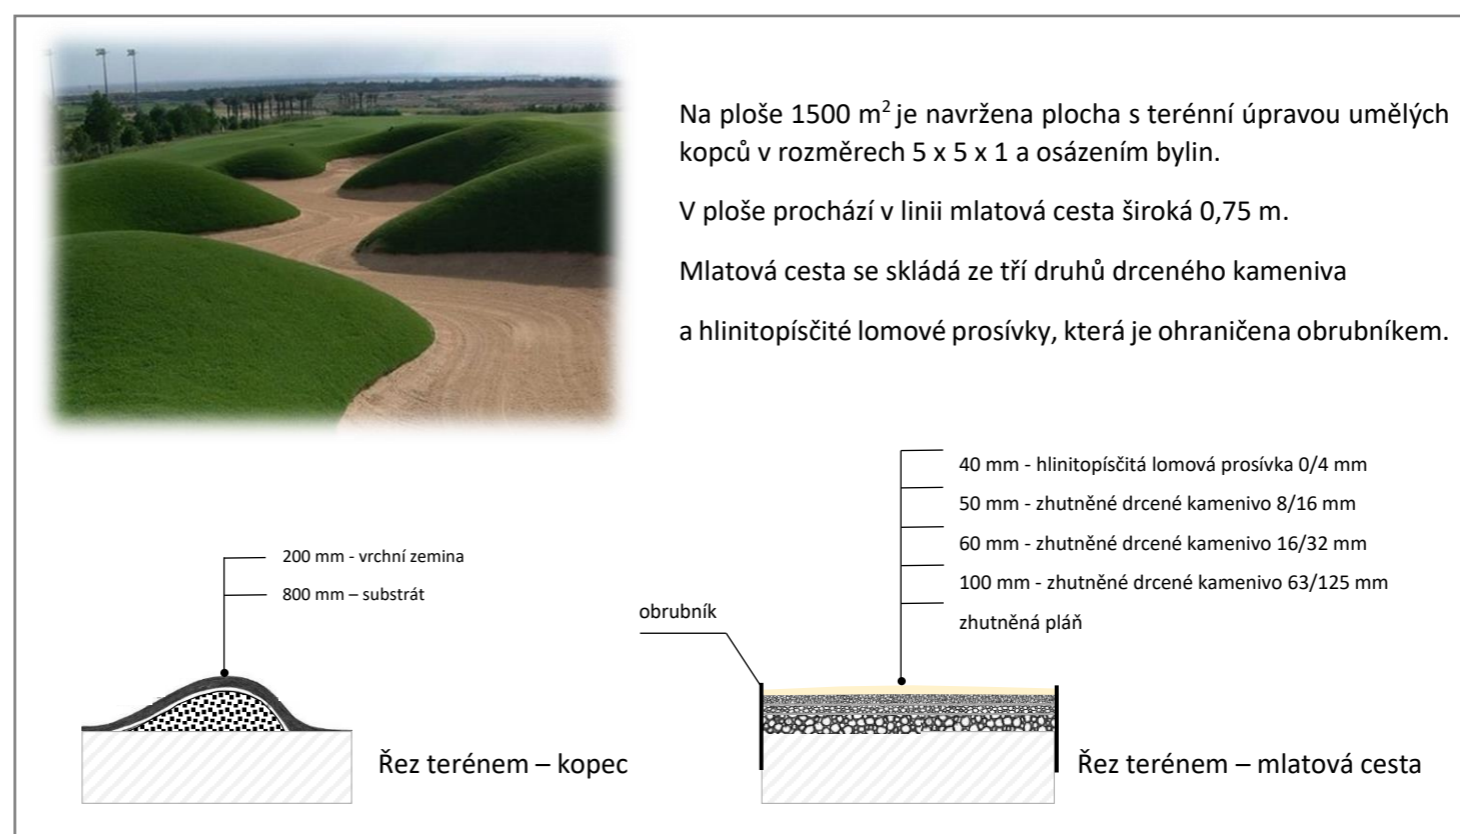 Na ploše 1500 m² je navržena plocha s terénní úpravou umělých
kopců v rozměrech 5 x 5 x 1 a osázením bylin.
V ploše prochází v linii mlatová cesta široká 0,75 m.
Mlatová cesta se skládá ze tří druhů drceného kameniva
a hlinitopísčité lomové prosívky, která je ohraničena obrubníkem.
200 mm - vrchní zemina
800 mm – substrát
Řez terénem – kopec
40 mm - hlinitopísčitá lomová prosívka 0/4 mm
50 mm - zhutněné drcené kamenivo 8/16 mm
60 mm - zhutněné drcené kamenivo 16/32 mm
100 mm - zhutněné drcené kamenivo 63/125 mm
zhutněná pláň
obrubník
Řez terénem – mlatová cesta